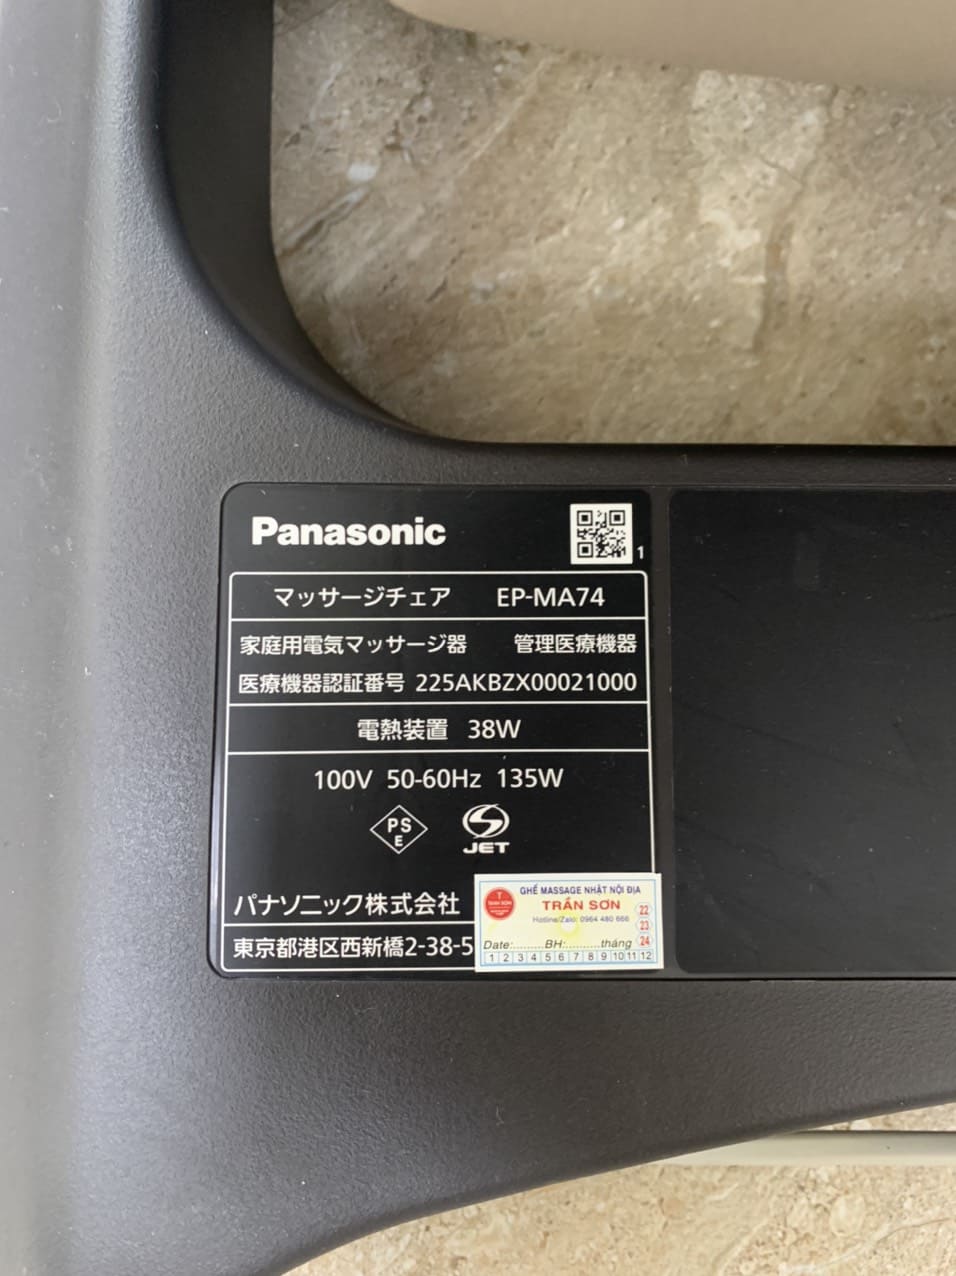 Panasonic
1
マッサージチェア EP-MA74
家庭用電気マッサージ器 管理医療機器
医療機器認証番号 225AKBZX00021000
電熱装置 38W
100V 50-60Hz 135W
PS
E
JET
パナソニック株式会社
東京都港区西新橋2-38-5
GHẾ MASSAGE NHẬT NỘI ĐỊA
T
TRẦN SƠN
TRẦN SƠN
Hotline/Zalo: 0964 480 666
22
23
24
Date:.......BH:.........tháng
1 2 3 4 5 6 7 8 9 10 11 12